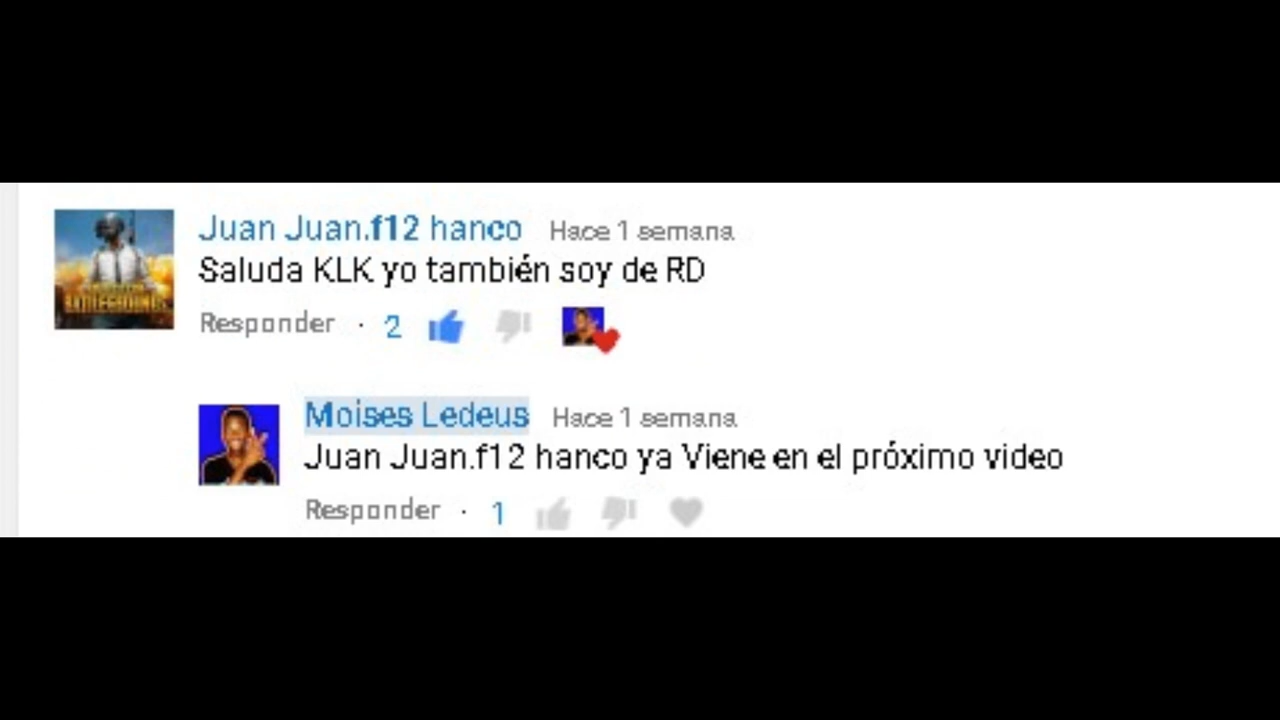 Juan Juan.f12 hanco Hace 1 semana
Saluda KLK yo también soy de RD
Responder · 2
Moises Ledeus Hace 1 semana
Juan Juan.f12 hanco ya Viene en el próximo video
Responder · 1